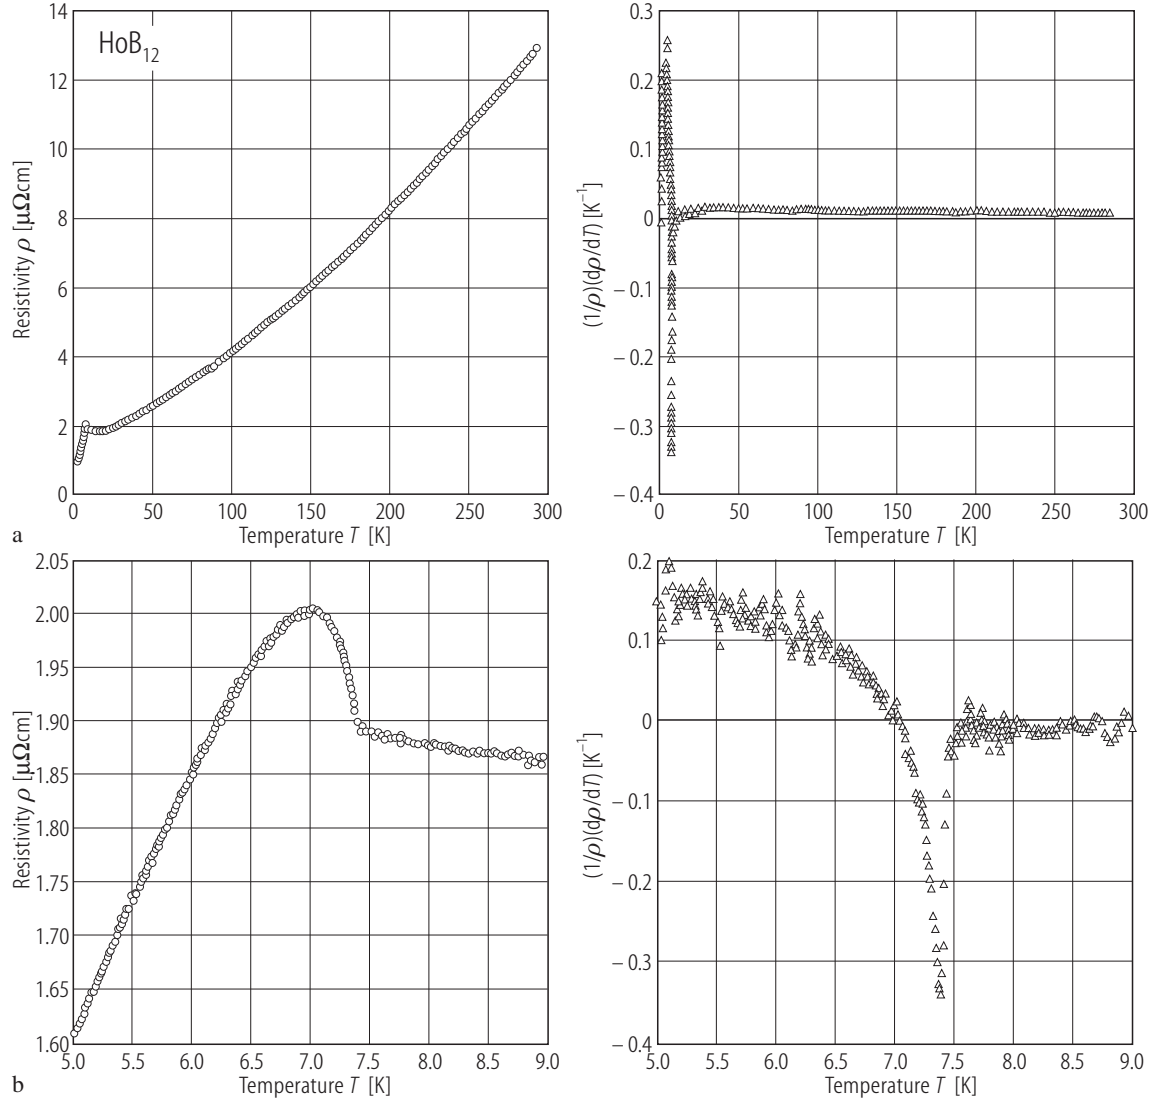 HoB12
Resistivity ρ [μΩcm]
14
12
10
8
6
4
2
0
0 50 100 150 200 250 300
Temperature T [K]
(1/ρ)(dρ/dT) [K−1]
0.3
0.2
0.1
0
−0.1
−0.2
−0.3
−0.4
0 50 100 150 200 250 300
Temperature T [K]
a
Resistivity ρ [μΩcm]
2.05
2.00
1.95
1.90
1.85
1.80
1.75
1.70
1.65
1.60
5.0 5.5 6.0 6.5 7.0 7.5 8.0 8.5 9.0
Temperature T [K]
(1/ρ)(dρ/dT) [K−1]
0.2
0.1
0
−0.1
−0.2
−0.3
−0.4
5.0 5.5 6.0 6.5 7.0 7.5 8.0 8.5 9.0
Temperature T [K]
b